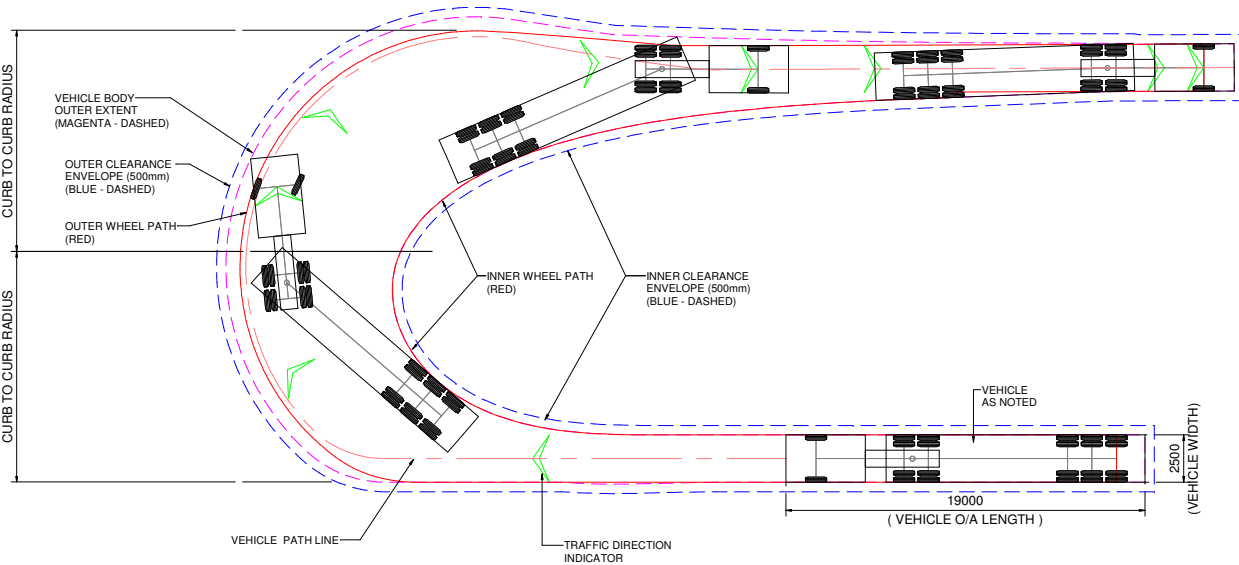 CURB TO CURB RADIUS
CURB TO CURB RADIUS
VEHICLE BODY
OUTER EXTENT
(MAGENTA - DASHED)
OUTER CLEARANCE
ENVELOPE (500mm)
(BLUE - DASHED)
OUTER WHEEL PATH
(RED)
INNER WHEEL PATH
(RED)
INNER CLEARANCE
ENVELOPE (500mm)
(BLUE - DASHED)
VEHICLE
AS NOTED
2500
(VEHICLE WIDTH)
19000
( VEHICLE O/A LENGTH )
VEHICLE PATH LINE
TRAFFIC DIRECTION
INDICATOR